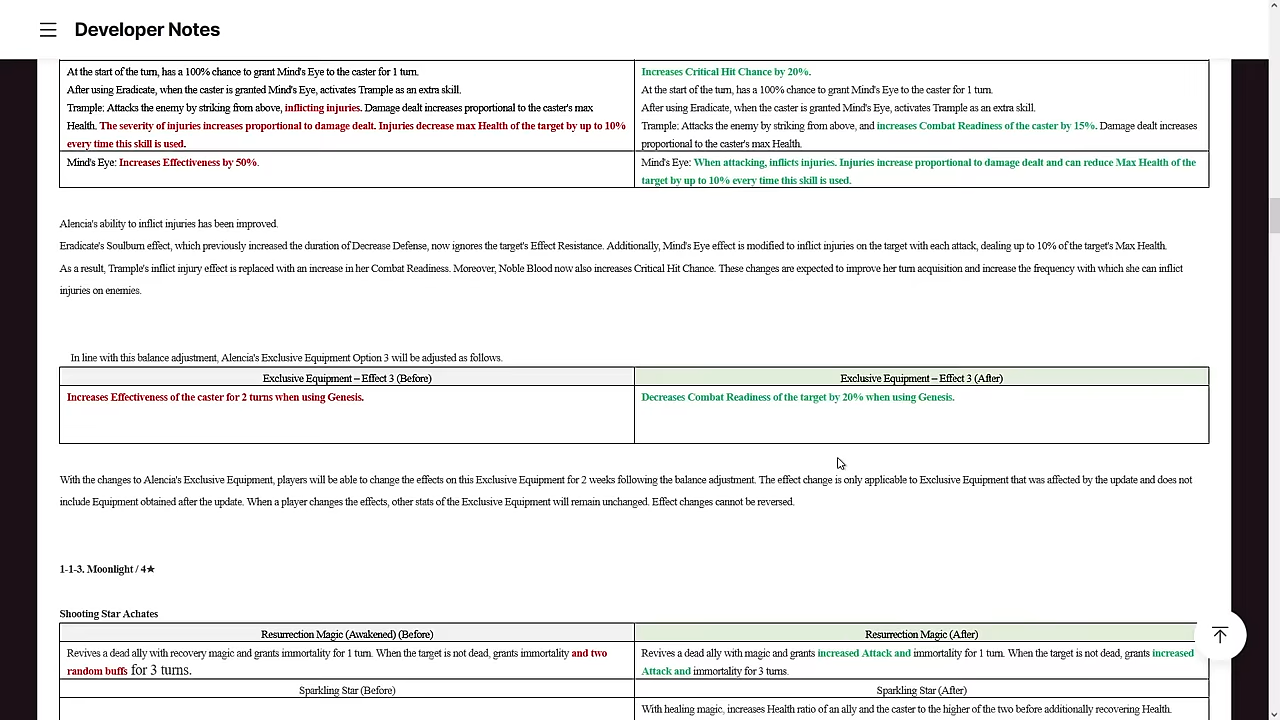 Developer Notes
At the start of the turn, has a 100% chance to grant Mind's Eye to the caster for 1 turn.
After using Eradicate, when the caster is granted Mind's Eye, activates Trample as an extra skill.
Trample: Attacks the enemy by striking from above, inflicting injuries. Damage dealt increases proportional to the caster's max
Health. The severity of injuries increases proportional to damage dealt. Injuries decrease max Health of the target by up to 10%
every time this skill is used.
Increases Critical Hit Chance by 20%.
At the start of the turn, has a 100% chance to grant Mind's Eye to the caster for 1 turn.
After using Eradicate, when the caster is granted Mind's Eye, activates Trample as an extra skill.
Trample: Attacks the enemy by striking from above, and increases Combat Readiness of the caster by 15%. Damage dealt increases
proportional to the caster's max Health.
Mind's Eye: Increases Effectiveness by 50%.
Mind's Eye: When attacking, inflicts injuries. Injuries increase proportional to damage dealt and can reduce Max Health of the
target by up to 10% every time this skill is used.
Alencia's ability to inflict injuries has been improved.
Eradicate's Soulburn effect, which previously increased the duration of Decrease Defense, now ignores the target's Effect Resistance. Additionally, Mind's Eye effect is modified to inflict injuries on the target with each attack, dealing up to 10% of the target's Max Health.
As a result, Trample's inflict injury effect is replaced with an increase in her Combat Readiness. Moreover, Noble Blood now also increases Critical Hit Chance. These changes are expected to improve her turn acquisition and increase the frequency with which she can inflict
injuries on enemies.
In line with this balance adjustment, Alencia's Exclusive Equipment Option 3 will be adjusted as follows.
Exclusive Equipment – Effect 3 (Before)
Exclusive Equipment – Effect 3 (After)
Increases Effectiveness of the caster for 2 turns when using Genesis.
Decreases Combat Readiness of the target by 20% when using Genesis.
With the changes to Alencia's Exclusive Equipment, players will be able to change the effects on this Exclusive Equipment for 2 weeks following the balance adjustment. The effect change is only applicable to Exclusive Equipment that was affected by the update and does not
include Equipment obtained after the update. When a player changes the effects, other stats of the Exclusive Equipment will remain unchanged. Effect changes cannot be reversed.
1-1-3. Moonlight / 4★
Shooting Star Achates
Resurrection Magic (Awakened) (Before)
Resurrection Magic (After)
Revives a dead ally with recovery magic and grants immortality for 1 turn. When the target is not dead, grants immortality and two
random buffs for 3 turns.
Revives a dead ally with magic and grants increased Attack and immortality for 1 turn. When the target is not dead, grants increased
Attack and immortality for 3 turns.
Sparkling Star (Before)
Sparkling Star (After)
With healing magic, increases Health ratio of an ally and the caster to the higher of the two before additionally recovering Health.